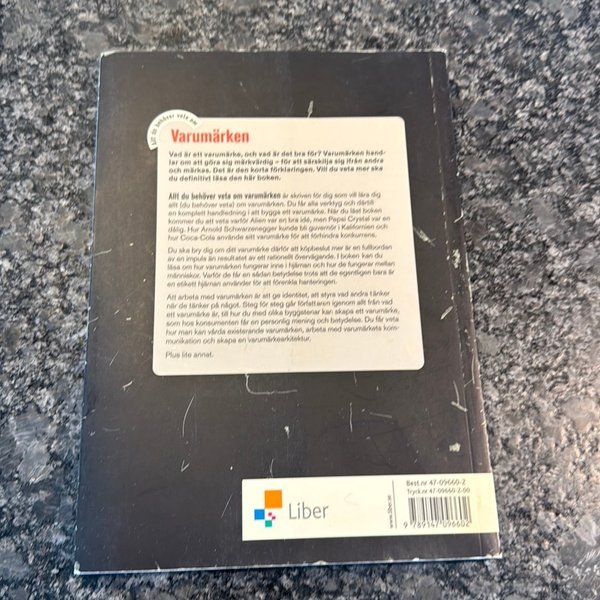 Allt du behöver veta om
Varumärken
Vad är ett varumärke, och vad är det bra för? Varumärken hand-
lar om att göra sig märkvärdig – för att särskilja sig ifrån andra
och märkas. Det är den korta förklaringen. Vill du veta mer ska
du definitivt läsa den här boken.
Allt du behöver veta om varumärken är skriven för dig som vill lära dig
allt (du behöver veta) om varumärken. Du får alla verktyg och därtill
en komplett handledning i att bygga ett varumärke. När du läst boken
kommer du att veta varför Alien var en bra idé, men Pepsi Crystal var en
dålig. Hur Arnold Schwarzenegger kunde bli guvernör i Kalifornien och
hur Coca-Cola använde sitt varumärke för att förhindra konkurrens.
Du ska bry dig om ditt varumärke därför att köpbeslut mer är en fullbordan
av en impuls än resultatet av ett rationellt övervägande. I boken kan du
läsa om hur varumärken fungerar inne i hjärnan och hur de fungerar mellan
människor. Varför de får en sådan betydelse trots att de egentligen bara är
en etikett hjärnan använder för att förenkla hanteringen.
Att arbeta med varumärken är att ge identitet, att styra vad andra tänker
när de tänker på något. Steg för steg går författaren igenom allt från vad
ett varumärke är, till hur du med olika byggstenar kan skapa ett varumärke,
som hos konsumenten får en personlig mening och betydelse. Du får veta
hur man kan vårda existerande varumärken, arbeta med varumärkets kom-
munikation och skapa en varumärkesarkitektur.
Plus lite annat.
Liber
www.liber.se
Best.nr 47-09660-2
Tryck.nr 47-09660-2-00
9 789147 096602